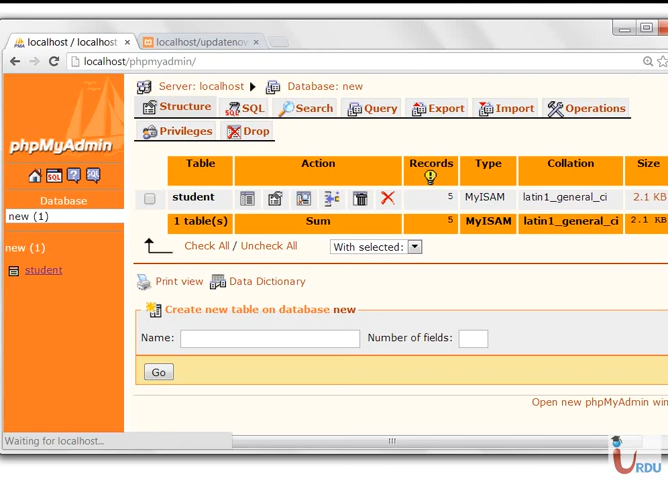 localhost / localhost ×
localhost/updatenov ×
localhost/phpmyadmin/
phpMyAdmin
SQL
Database
new (1)
new (1)
student
Server: localhost ▶ Database: new
Structure SQL Search Query Export Import Operations
Privileges Drop
Table Action Records Type Collation Size
student 5 MyISAM latin1_general_ci 2.1 KB
1 table(s) Sum 5 MyISAM latin1_general_ci 2.1 KB
Check All / Uncheck All With selected:
Print view Data Dictionary
Create new table on database new
Name: Number of fields:
Go
Open new phpMyAdmin win
Waiting for localhost...
URDU